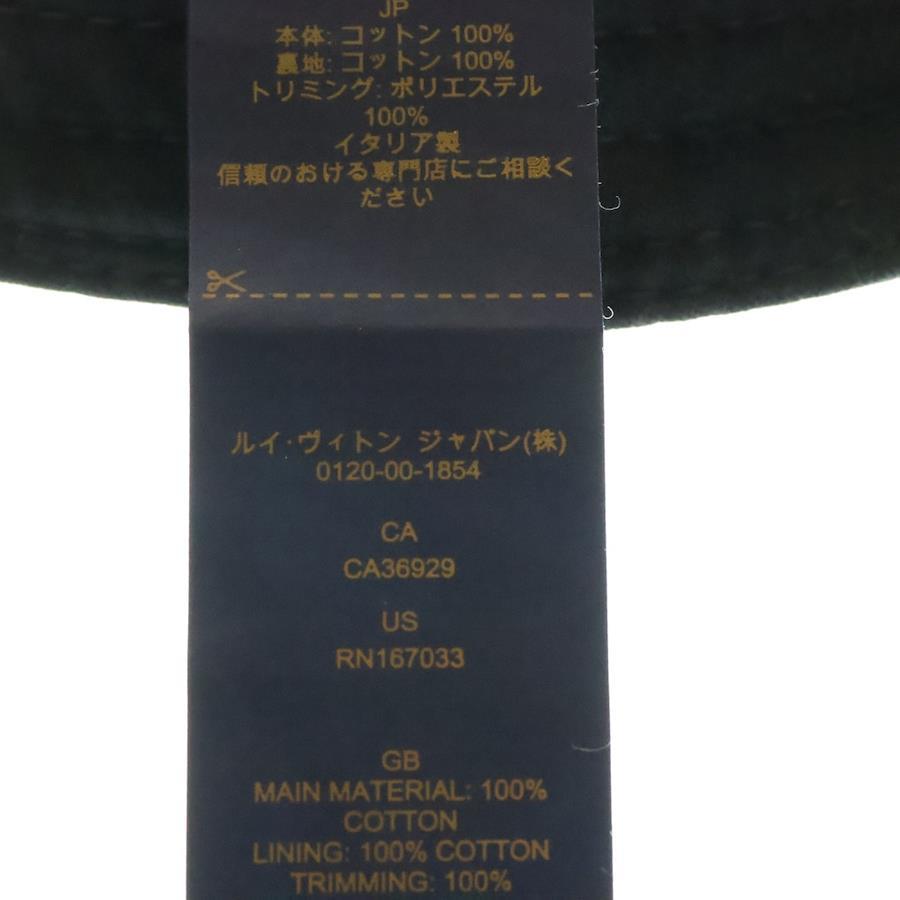 JP
本体: コットン 100%
裏地: コットン 100%
トリミング: ポリエステル
100%
イタリア製
信頼のおける専門店にご相談く
ださい
ルイ·ヴィトン ジャパン(株)
0120-00-1854
CA
CA36929
US
RN167033
GB
MAIN MATERIAL: 100%
COTTON
LINING: 100% COTTON
TRIMMING: 100%